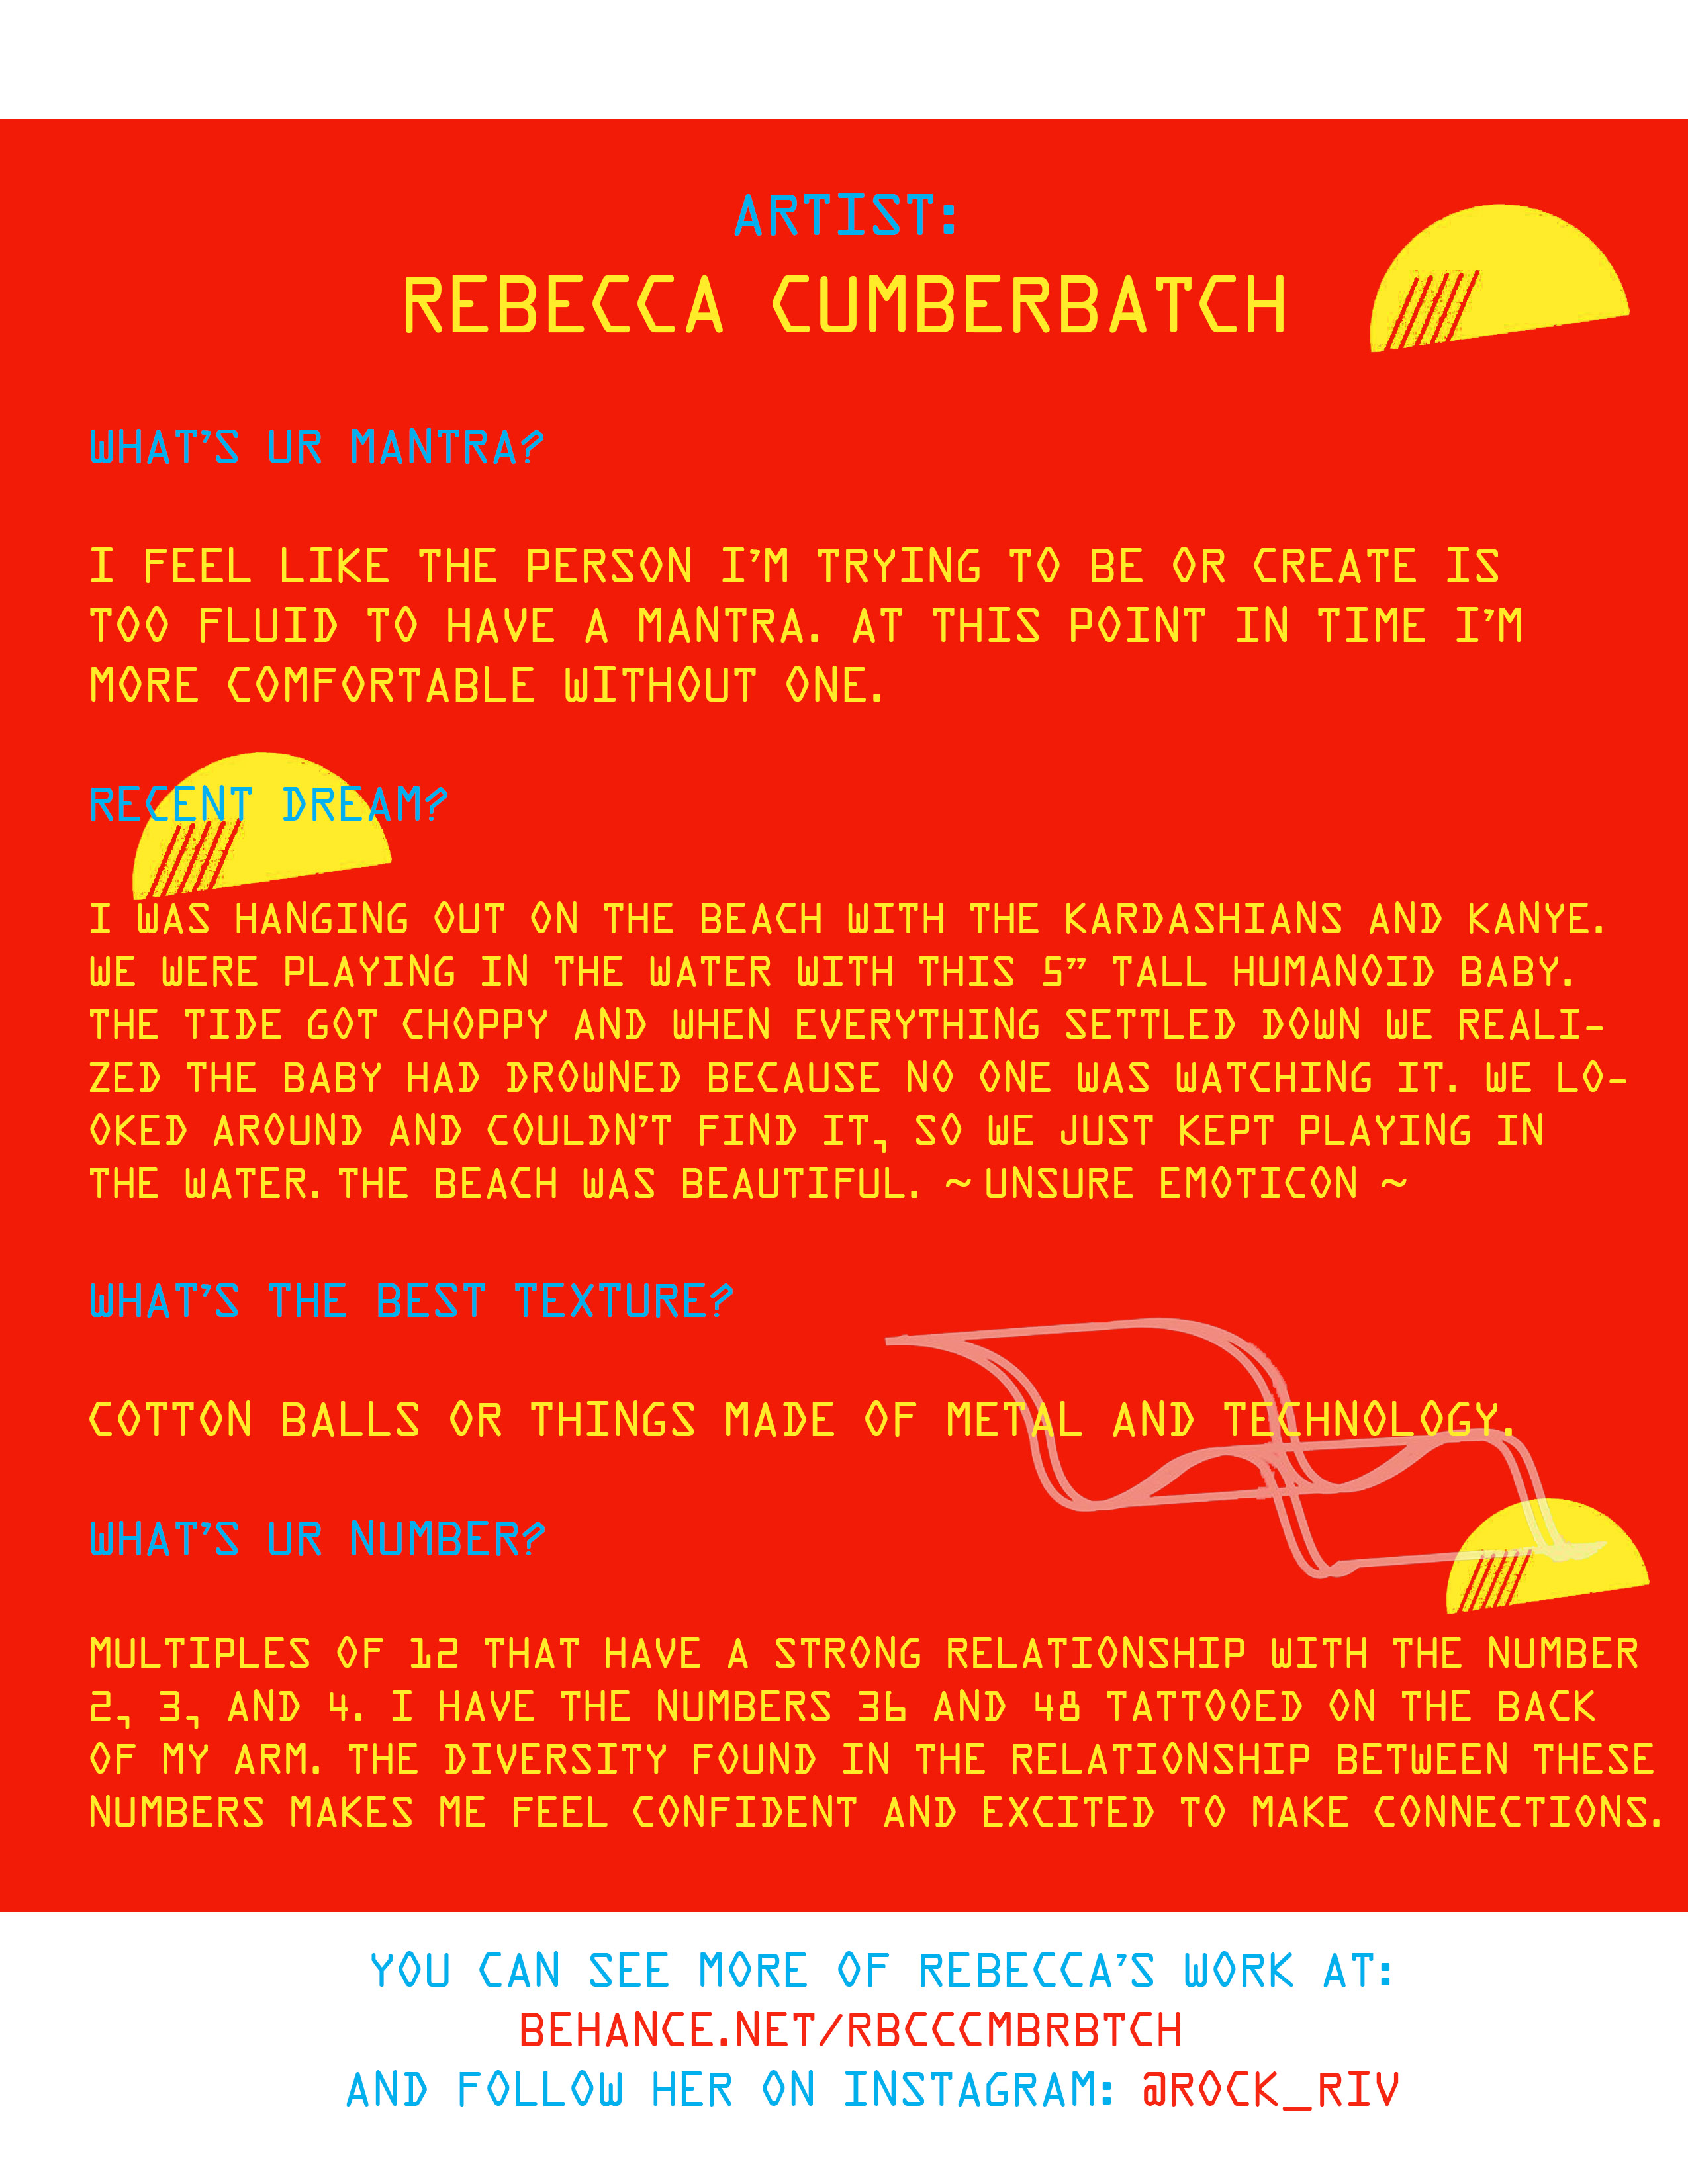 ARTIST:
REBECCA CUMBERBATCH
WHAT'S UR MANTRA?
I FEEL LIKE THE PERSON I'M TRYING TO BE OR CREATE IS
TOO FLUID TO HAVE A MANTRA. AT THIS POINT IN TIME I'M
MORE COMFORTABLE WITHOUT ONE.
RECENT DREAM?
I WAS HANGING OUT ON THE BEACH WITH THE KARDASHIANS AND KANYE.
WE WERE PLAYING IN THE WATER WITH THIS 5” TALL HUMANOID BABY.
THE TIDE GOT CHOPPY AND WHEN EVERYTHING SETTLED DOWN WE REALI-
ZED THE BABY HAD DROWNED BECAUSE NO ONE WAS WATCHING IT. WE LO-
OKED AROUND AND COULDN'T FIND IT, SO WE JUST KEPT PLAYING IN
THE WATER. THE BEACH WAS BEAUTIFUL. ~ UNSURE EMOTICON ~
WHAT'S THE BEST TEXTURE?
COTTON BALLS OR THINGS MADE OF METAL AND TECHNOLOGY.
WHAT'S UR NUMBER?
MULTIPLES OF 12 THAT HAVE A STRONG RELATIONSHIP WITH THE NUMBER
2, 3, AND 4. I HAVE THE NUMBERS 36 AND 48 TATTOOED ON THE BACK
OF MY ARM. THE DIVERSITY FOUND IN THE RELATIONSHIP BETWEEN THESE
NUMBERS MAKES ME FEEL CONFIDENT AND EXCITED TO MAKE CONNECTIONS.
YOU CAN SEE MORE OF REBECCA'S WORK AT:
BEHANCE.NET/RBCCCMBRBTCH
AND FOLLOW HER ON INSTAGRAM: @ROCK_RIV